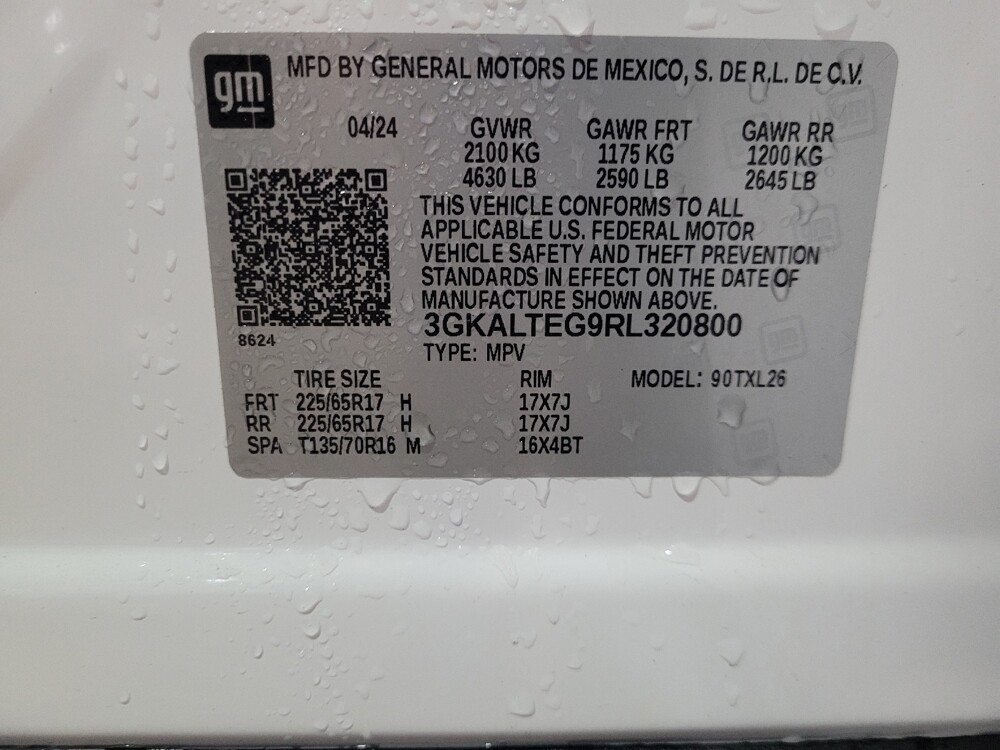 gm
MFD BY GENERAL MOTORS DE MEXICO, S. DE R.L. DE C.V.
04/24 GVWR GAWR FRT GAWR RR
2100 KG 1175 KG 1200 KG
4630 LB 2590 LB 2645 LB
THIS VEHICLE CONFORMS TO ALL
APPLICABLE U.S. FEDERAL MOTOR
VEHICLE SAFETY AND THEFT PREVENTION
STANDARDS IN EFFECT ON THE DATE OF
MANUFACTURE SHOWN ABOVE.
3GKALTEG9RL320800
8624
TYPE: MPV
TIRE SIZE RIM MODEL: 90TXL26
FRT 225/65R17 H 17X7J
RR 225/65R17 H 17X7J
SPA T135/70R16 M 16X4BT